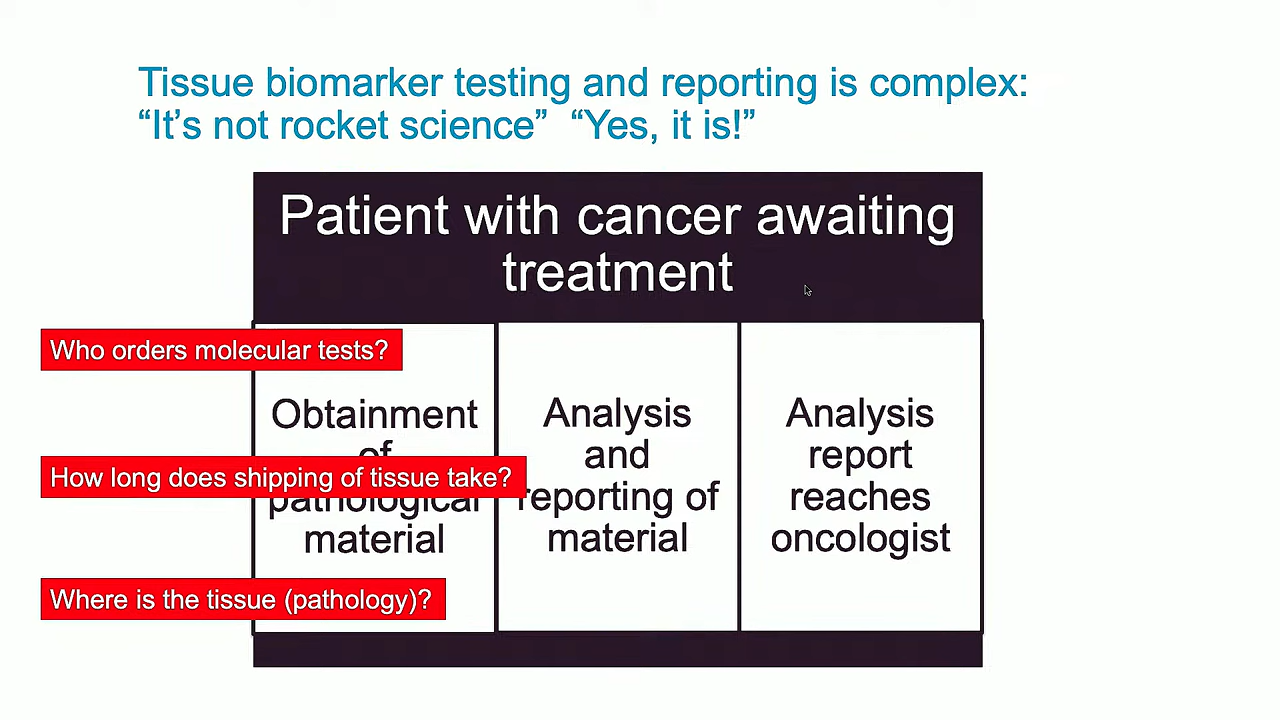 Tissue biomarker testing and reporting is complex:
“It’s not rocket science” “Yes, it is!”
Patient with cancer awaiting
treatment
Who orders molecular tests?
Obtainment
of
pathological
material
How long does shipping of tissue take?
Where is the tissue (pathology)?
Analysis
and
reporting of
material
Analysis
report
reaches
oncologist